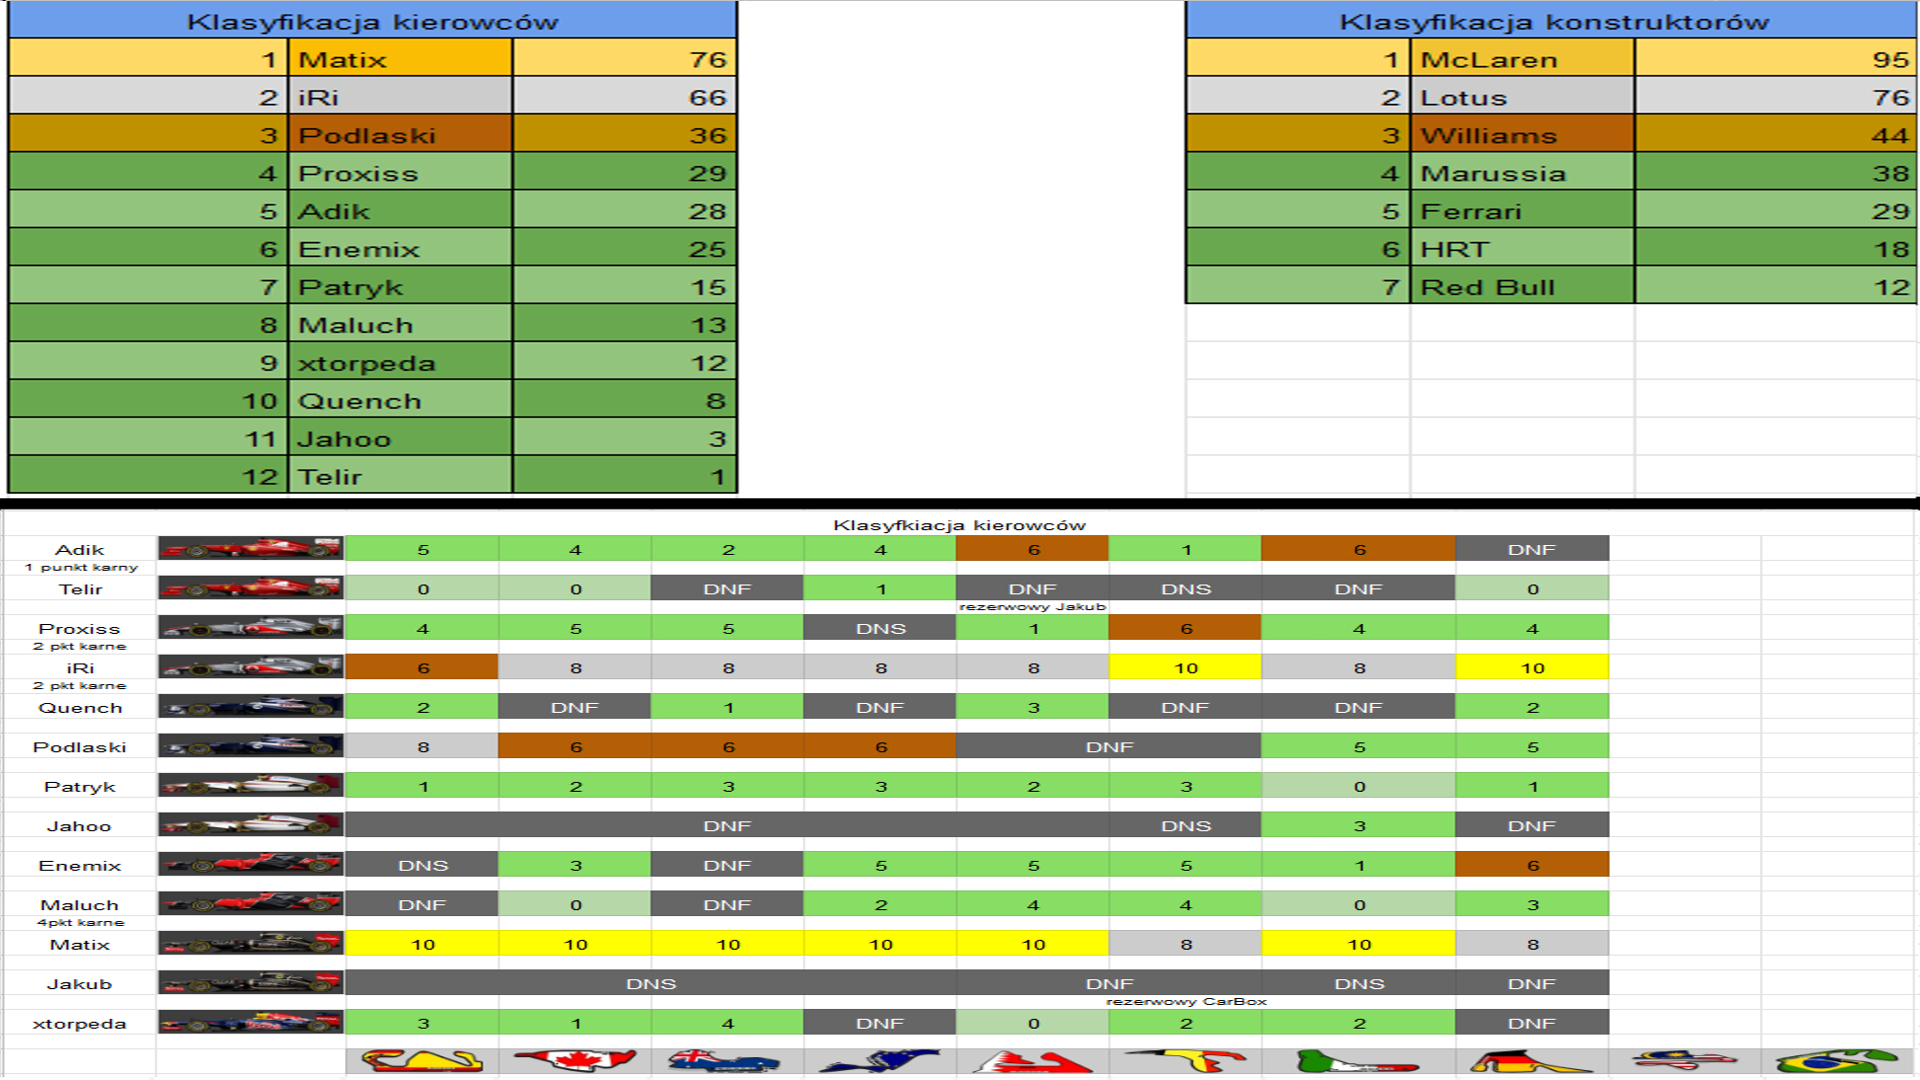 Klasyfikacja kierowców
1 Matix 76
2 iRi 66
3 Podlaski 36
4 Proxiss 29
5 Adik 28
6 Enemix 25
7 Patryk 15
8 Maluch 13
9 xtorpeda 12
10 Quench 8
11 Jahoo 3
12 Telir 1
Klasyfikacja konstruktorów
1 McLaren 95
2 Lotus 76
3 Williams 44
4 Marussia 38
5 Ferrari 29
6 HRT 18
7 Red Bull 12
Klasyfkiacja kierowców
Adik 5 4 2 4 6 1 6 DNF
1 punkt karny
Telir 0 0 DNF 1 DNF DNS DNF 0
rezerwowy Jakub
Proxiss 4 5 5 DNS 1 6 4 4
2 pkt karne
iRi 6 8 8 8 8 10 8 10
2 pkt karne
Quench 2 DNF 1 DNF 3 DNF DNF 2
Podlaski 8 6 6 6 DNF 5 5
Patryk 1 2 3 3 2 3 0 1
Jahoo DNF DNS 3 DNF
Enemix DNS 3 DNF 5 5 5 1 6
Maluch DNF 0 DNF 2 4 4 0 3
4pkt karne
Matix 10 10 10 10 10 8 10 8
Jakub DNS DNF DNS DNF
rezerwowy CarBox
xtorpeda 3 1 4 DNF 0 2 2 DNF